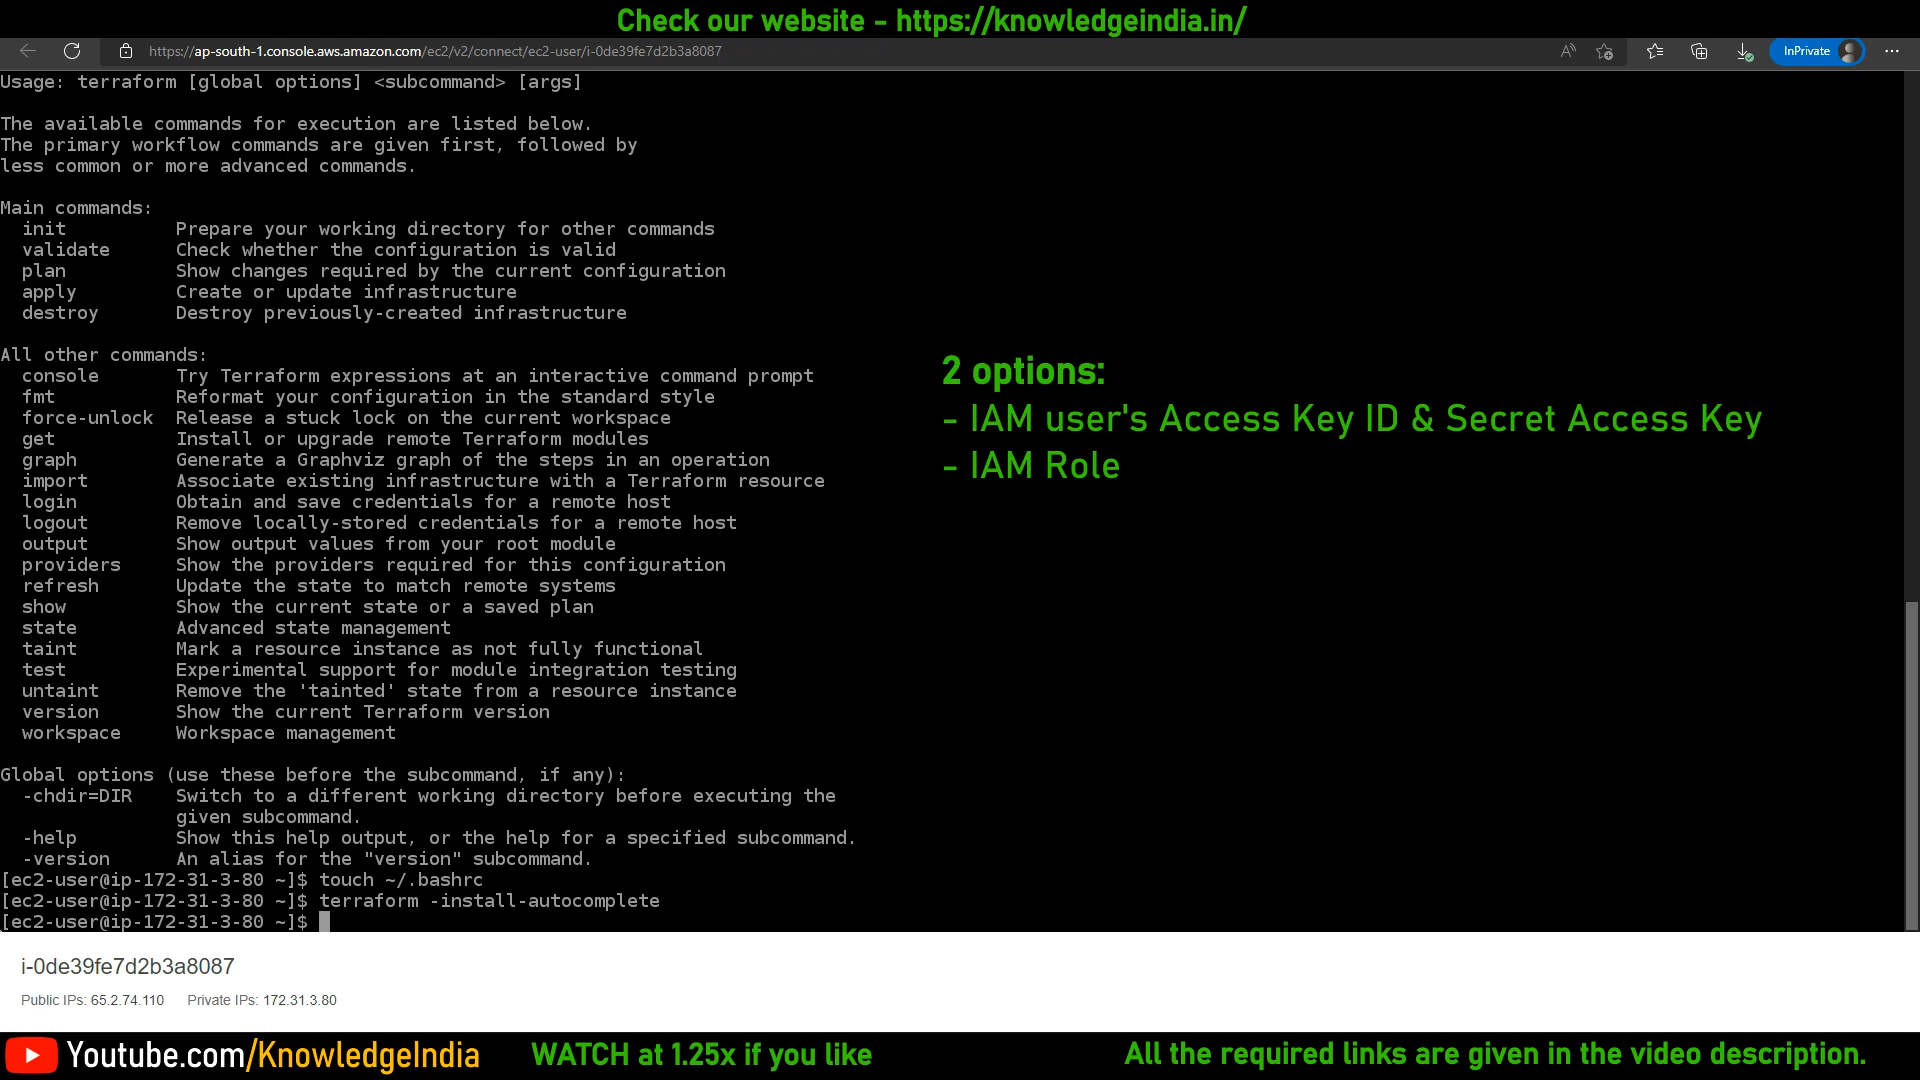 Check our website - https://knowledgeindia.in/
https://ap-south-1.console.aws.amazon.com/ec2/v2/connect/ec2-user/i-0de39fe7d2b3a8087
InPrivate
Usage: terraform [global options] <subcommand> [args]
The available commands for execution are listed below.
The primary workflow commands are given first, followed by
less common or more advanced commands.
Main commands:
init Prepare your working directory for other commands
validate Check whether the configuration is valid
plan Show changes required by the current configuration
apply Create or update infrastructure
destroy Destroy previously-created infrastructure
All other commands:
console Try Terraform expressions at an interactive command prompt
fmt Reformat your configuration in the standard style
force-unlock Release a stuck lock on the current workspace
get Install or upgrade remote Terraform modules
graph Generate a Graphviz graph of the steps in an operation
import Associate existing infrastructure with a Terraform resource
login Obtain and save credentials for a remote host
logout Remove locally-stored credentials for a remote host
output Show output values from your root module
providers Show the providers required for this configuration
refresh Update the state to match remote systems
show Show the current state or a saved plan
state Advanced state management
taint Mark a resource instance as not fully functional
test Experimental support for module integration testing
untaint Remove the 'tainted' state from a resource instance
version Show the current Terraform version
workspace Workspace management
Global options (use these before the subcommand, if any):
-chdir=DIR Switch to a different working directory before executing the
given subcommand.
-help Show this help output, or the help for a specified subcommand.
-version An alias for the "version" subcommand.
[ec2-user@ip-172-31-3-80 ~]$ touch ~/.bashrc
[ec2-user@ip-172-31-3-80 ~]$ terraform -install-autocomplete
[ec2-user@ip-172-31-3-80 ~]$
2 options:
- IAM user's Access Key ID & Secret Access Key
- IAM Role
i-0de39fe7d2b3a8087
Public IPs: 65.2.74.110 Private IPs: 172.31.3.80
Youtube.com/KnowledgeIndia
WATCH at 1.25x if you like
All the required links are given in the video description.